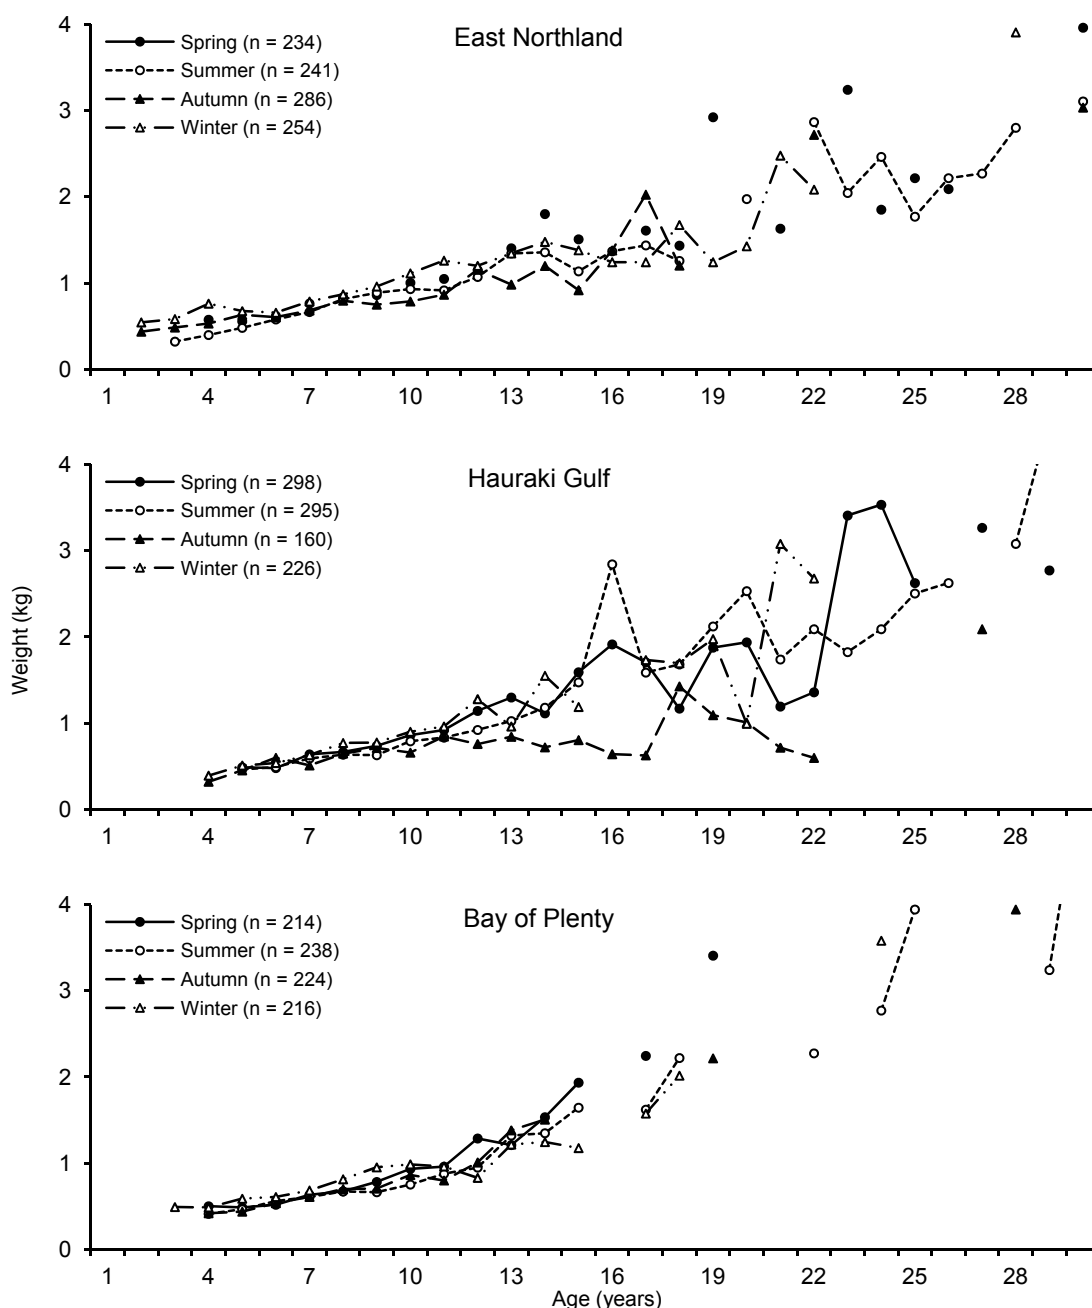 East Northland
Spring (n = 234)
Summer (n = 241)
Autumn (n = 286)
Winter (n = 254)
4
3
2
1
0
1 4 7 10 13 16 19 22 25 28
Hauraki Gulf
Spring (n = 298)
Summer (n = 295)
Autumn (n = 160)
Winter (n = 226)
4
3
2
1
0
Weight (kg)
1 4 7 10 13 16 19 22 25 28
Bay of Plenty
Spring (n = 214)
Summer (n = 238)
Autumn (n = 224)
Winter (n = 216)
4
3
2
1
0
1 4 7 10 13 16 19 22 25 28
Age (years)